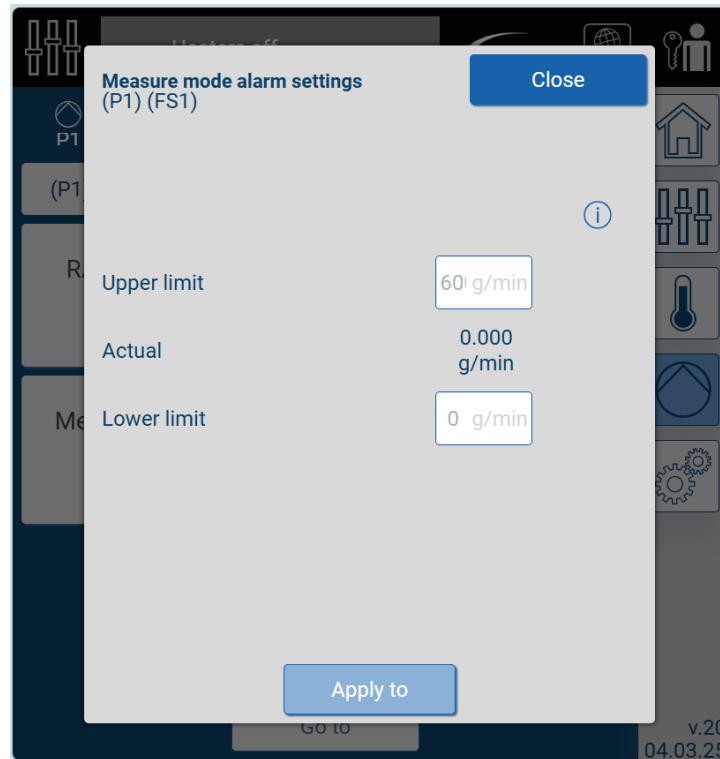 Measure mode alarm settings
(P1) (FS1)
Close
P1
(P1
Upper limit
g/min
Actual
0.000
g/min
Lower limit
0 g/min
Apply to
Go to
v.20
04.03.25